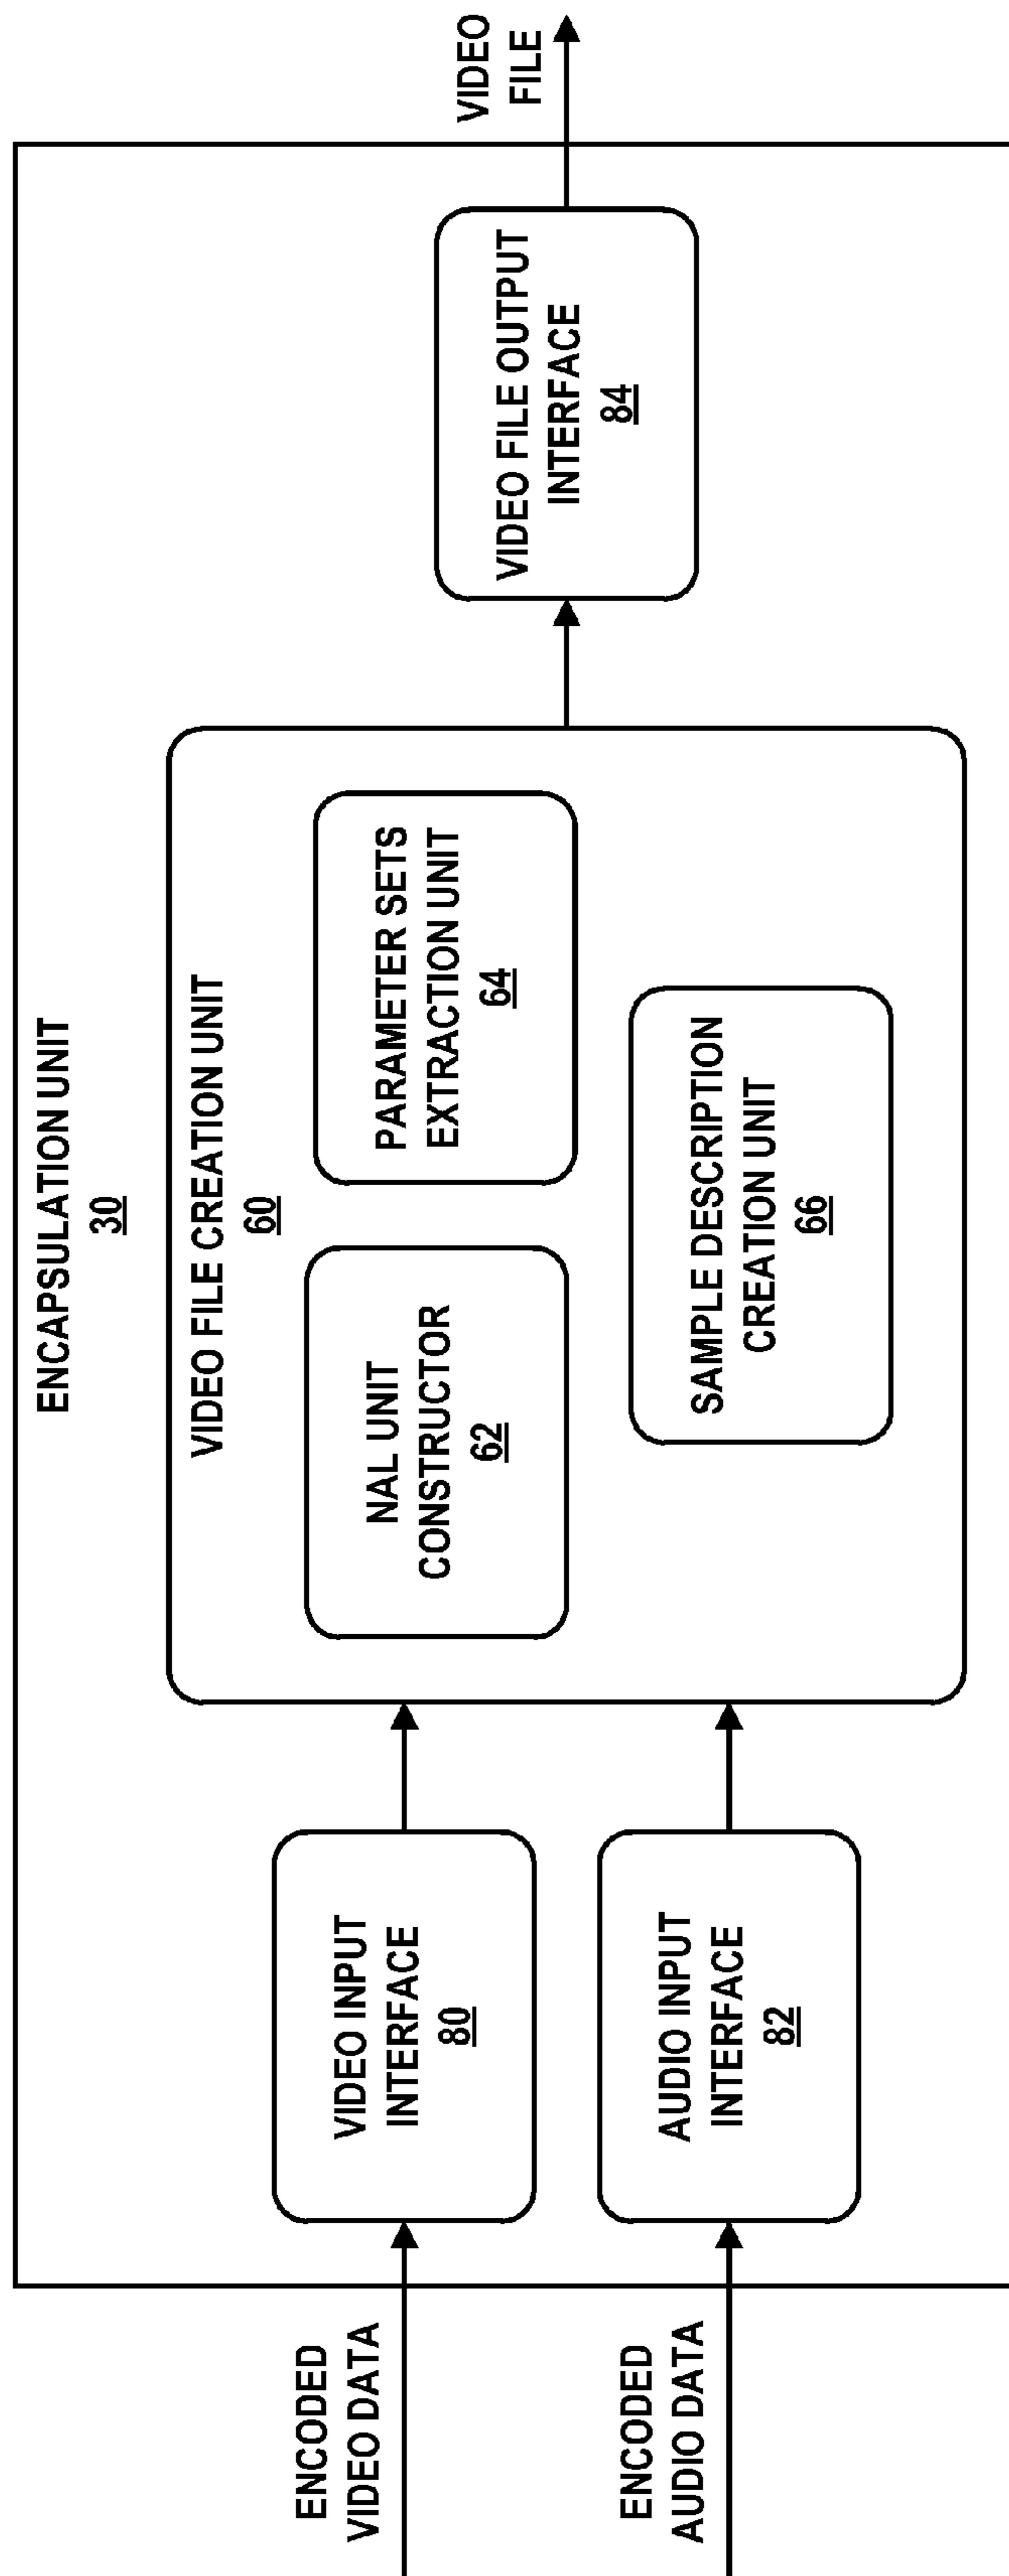 ENCAPSULATION UNIT
30
ENCODED
VIDEO DATA
ENCODED
AUDIO DATA
VIDEO INPUT
INTERFACE
80
AUDIO INPUT
INTERFACE
82
VIDEO FILE CREATION UNIT
60
NAL UNIT
CONSTRUCTOR
62
PARAMETER SETS
EXTRACTION UNIT
64
SAMPLE DESCRIPTION
CREATION UNIT
66
VIDEO FILE OUTPUT
INTERFACE
84
VIDEO
FILE